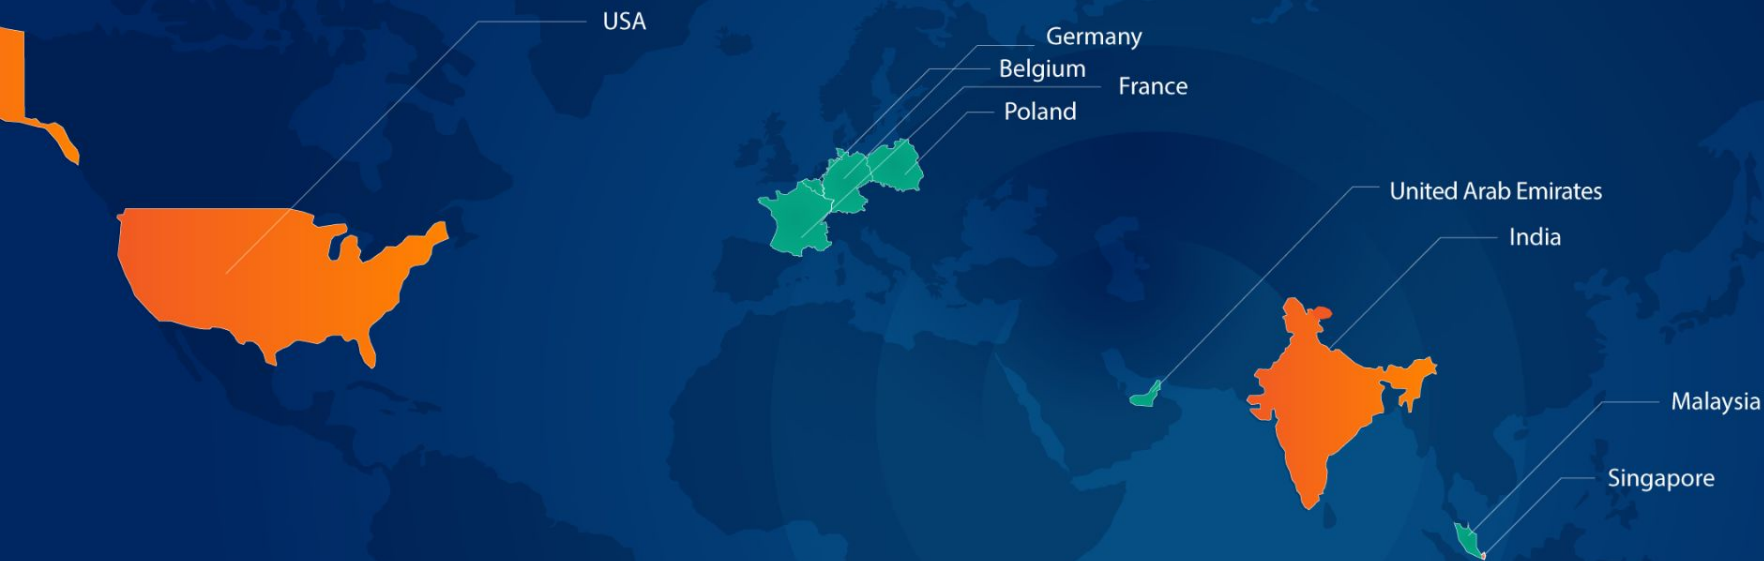 USA
Germany
Belgium
France
Poland
United Arab Emirates
India
Malaysia
Singapore